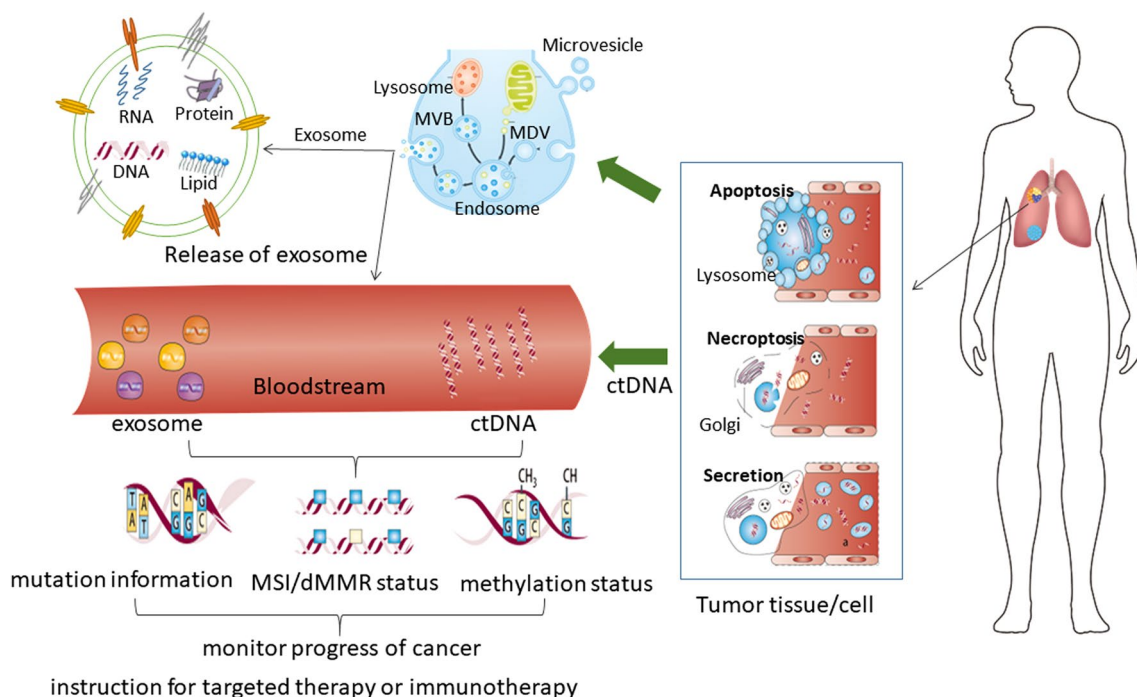 RNA
Protein
DNA
Lipid
Exosome
Microvesicle
Lysosome
MVB
MDV
Endosome
Release of exosome
Bloodstream
exosome
ctDNA
ctDNA
Apoptosis
Lysosome
Necroptosis
Golgi
Secretion
a
Tumor tissue/cell
T A C A G
A T G G C
CH3 CH
C C G C C
G G C G
mutation information
MSI/dMMR status
methylation status
monitor progress of cancer
instruction for targeted therapy or immunotherapy